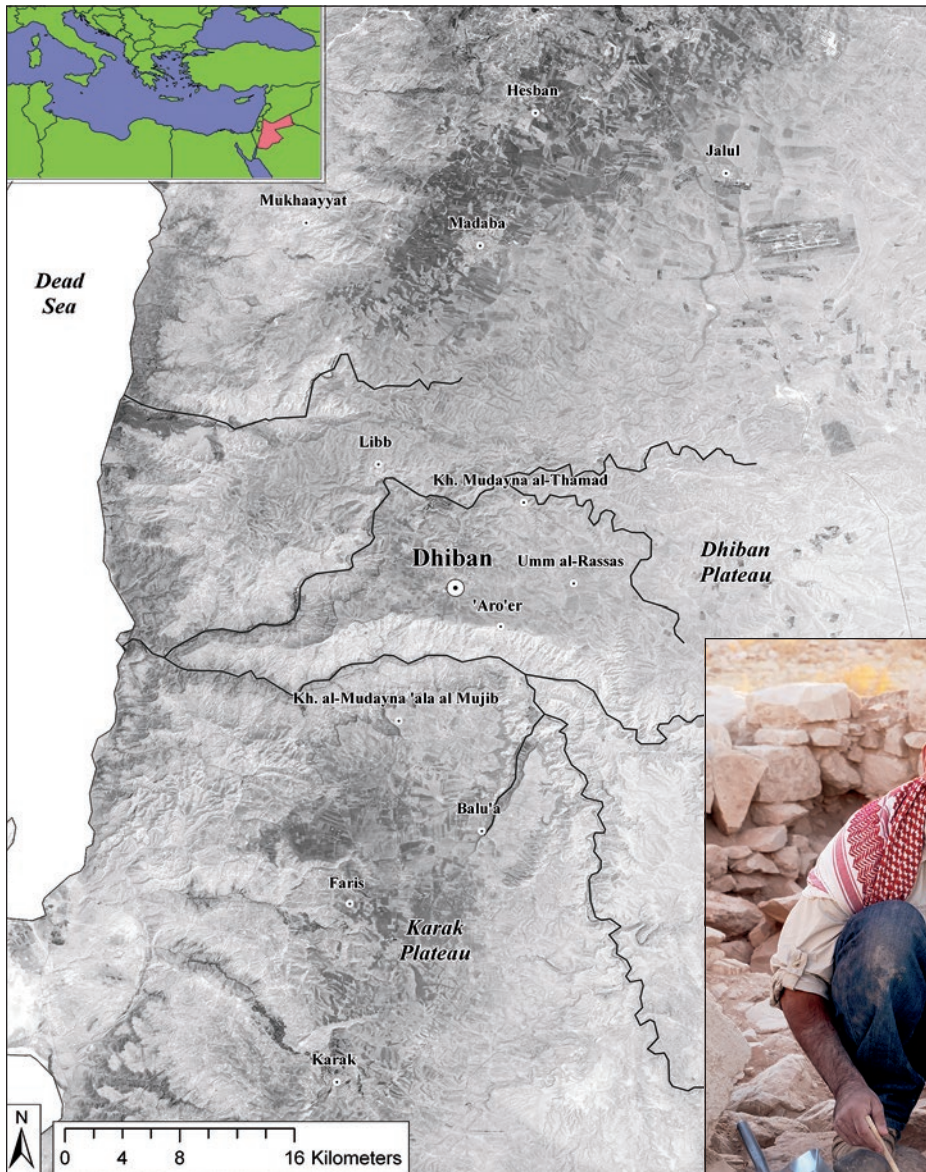 Hesban
Jalul
Mukhaayyat
Madaba
Dead
Sea
Libb
Kh. Mudayna al-Thamad
Dhiban
Umm al-Rassas
Dhiban
Plateau
'Aro'er
Kh. al-Mudayna 'ala al Mujib
Balu'a
Faris
Karak
Plateau
Karak
N
0 4 8 16 Kilometers